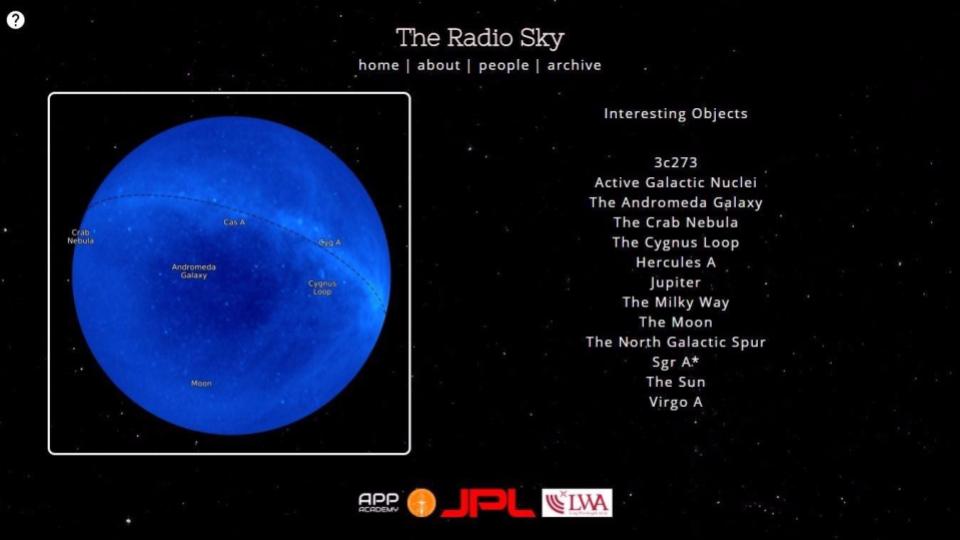 ?
The Radio Sky
home | about | people | archive
Cas A
Crab
Nebula
Cyg A
Andromeda
Galaxy
Cygnus
Loop
Moon
Interesting Objects
3c273
Active Galactic Nuclei
The Andromeda Galaxy
The Crab Nebula
The Cygnus Loop
Hercules A
Jupiter
The Milky Way
The Moon
The North Galactic Spur
Sgr A*
The Sun
Virgo A
APP
ACADEMY
JPL
LWA